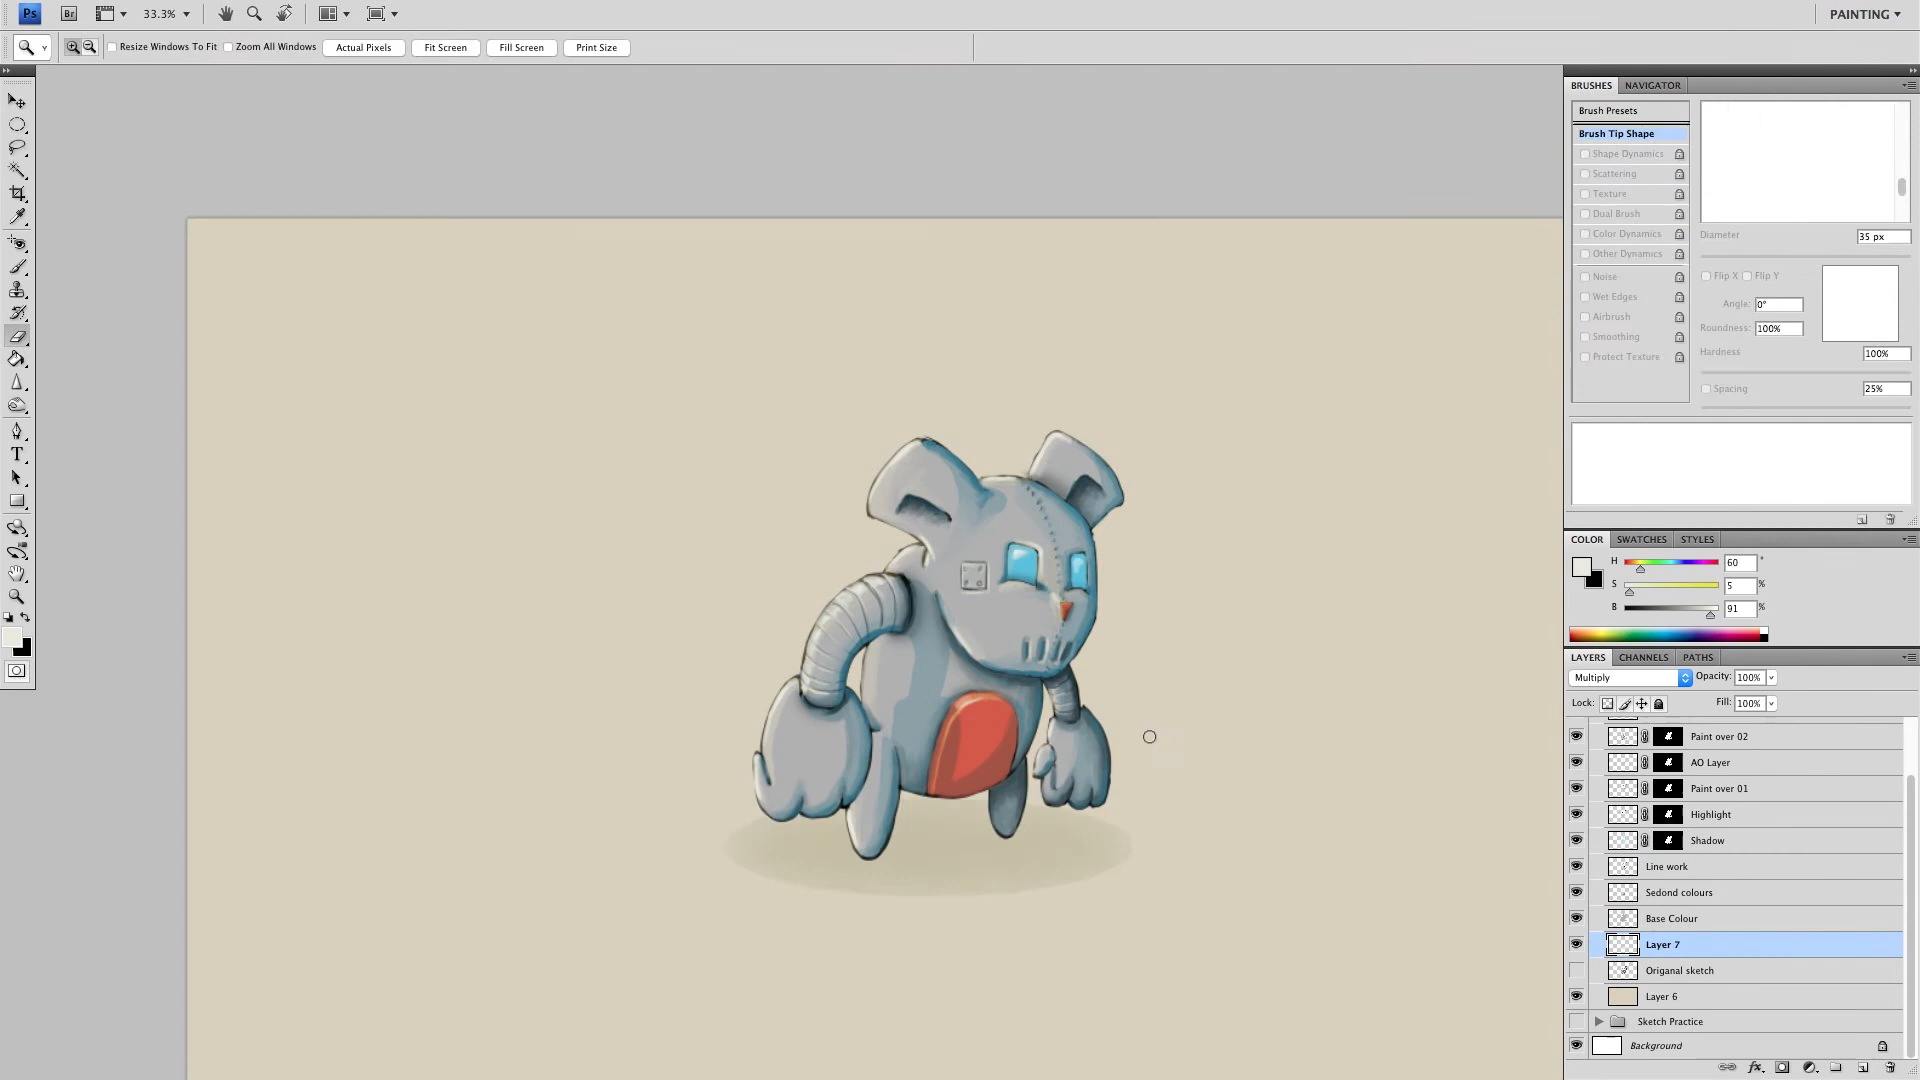 Ps Br 33.3% PAINTING
Resize Windows To Fit Zoom All Windows Actual Pixels Fit Screen Fill Screen Print Size
BRUSHES NAVIGATOR
Brush Presets
Brush Tip Shape
Shape Dynamics
Scattering
Texture
Dual Brush
Color Dynamics
Other Dynamics
Noise
Wet Edges
Airbrush
Smoothing
Protect Texture
Diameter 35 px
Flip X Flip Y
Angle: 0°
Roundness: 100%
Hardness 100%
Spacing 25%
COLOR SWATCHES STYLES
H 60 °
S 5 %
B 91 %
LAYERS CHANNELS PATHS
Multiply Opacity: 100%
Lock: Fill: 100%
Paint over 02
AO Layer
Paint over 01
Highlight
Shadow
Line work
Sedond colours
Base Colour
Layer 7
Origanal sketch
Layer 6
Sketch Practice
Background
fx
T